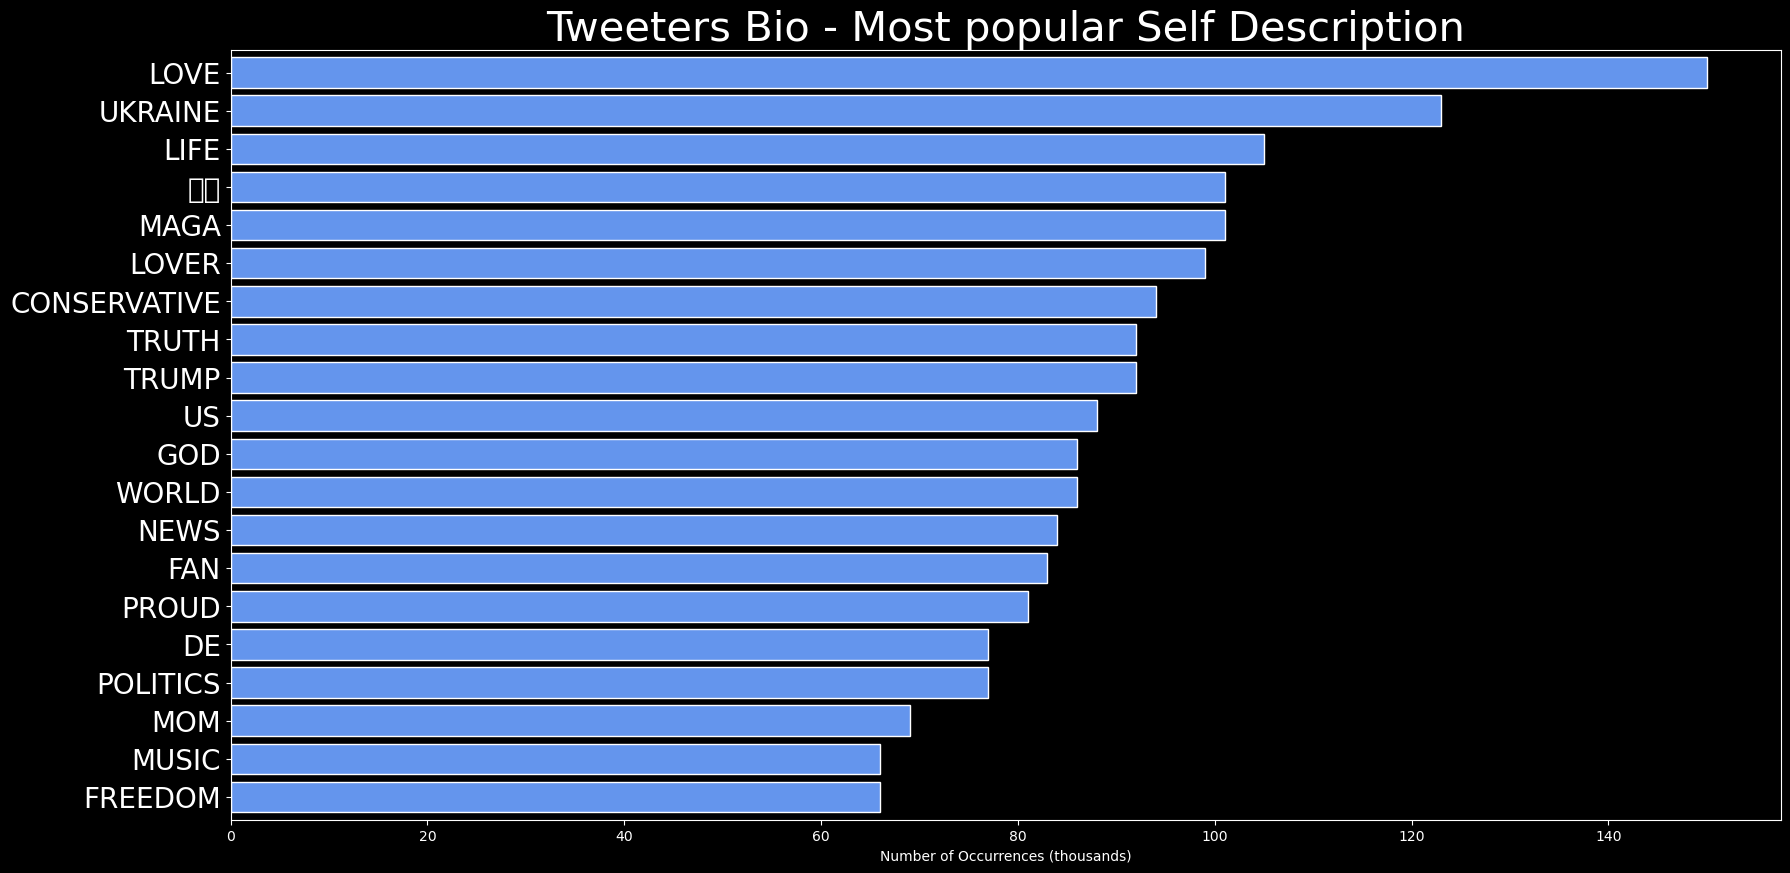 Tweeters Bio - Most popular Self Description
LOVE
UKRAINE
LIFE
MAGA
LOVER
CONSERVATIVE
TRUTH
TRUMP
US
GOD
WORLD
NEWS
FAN
PROUD
DE
POLITICS
MOM
MUSIC
FREEDOM
0 20 40 60 80 100 120 140
Number of Occurrences (thousands)